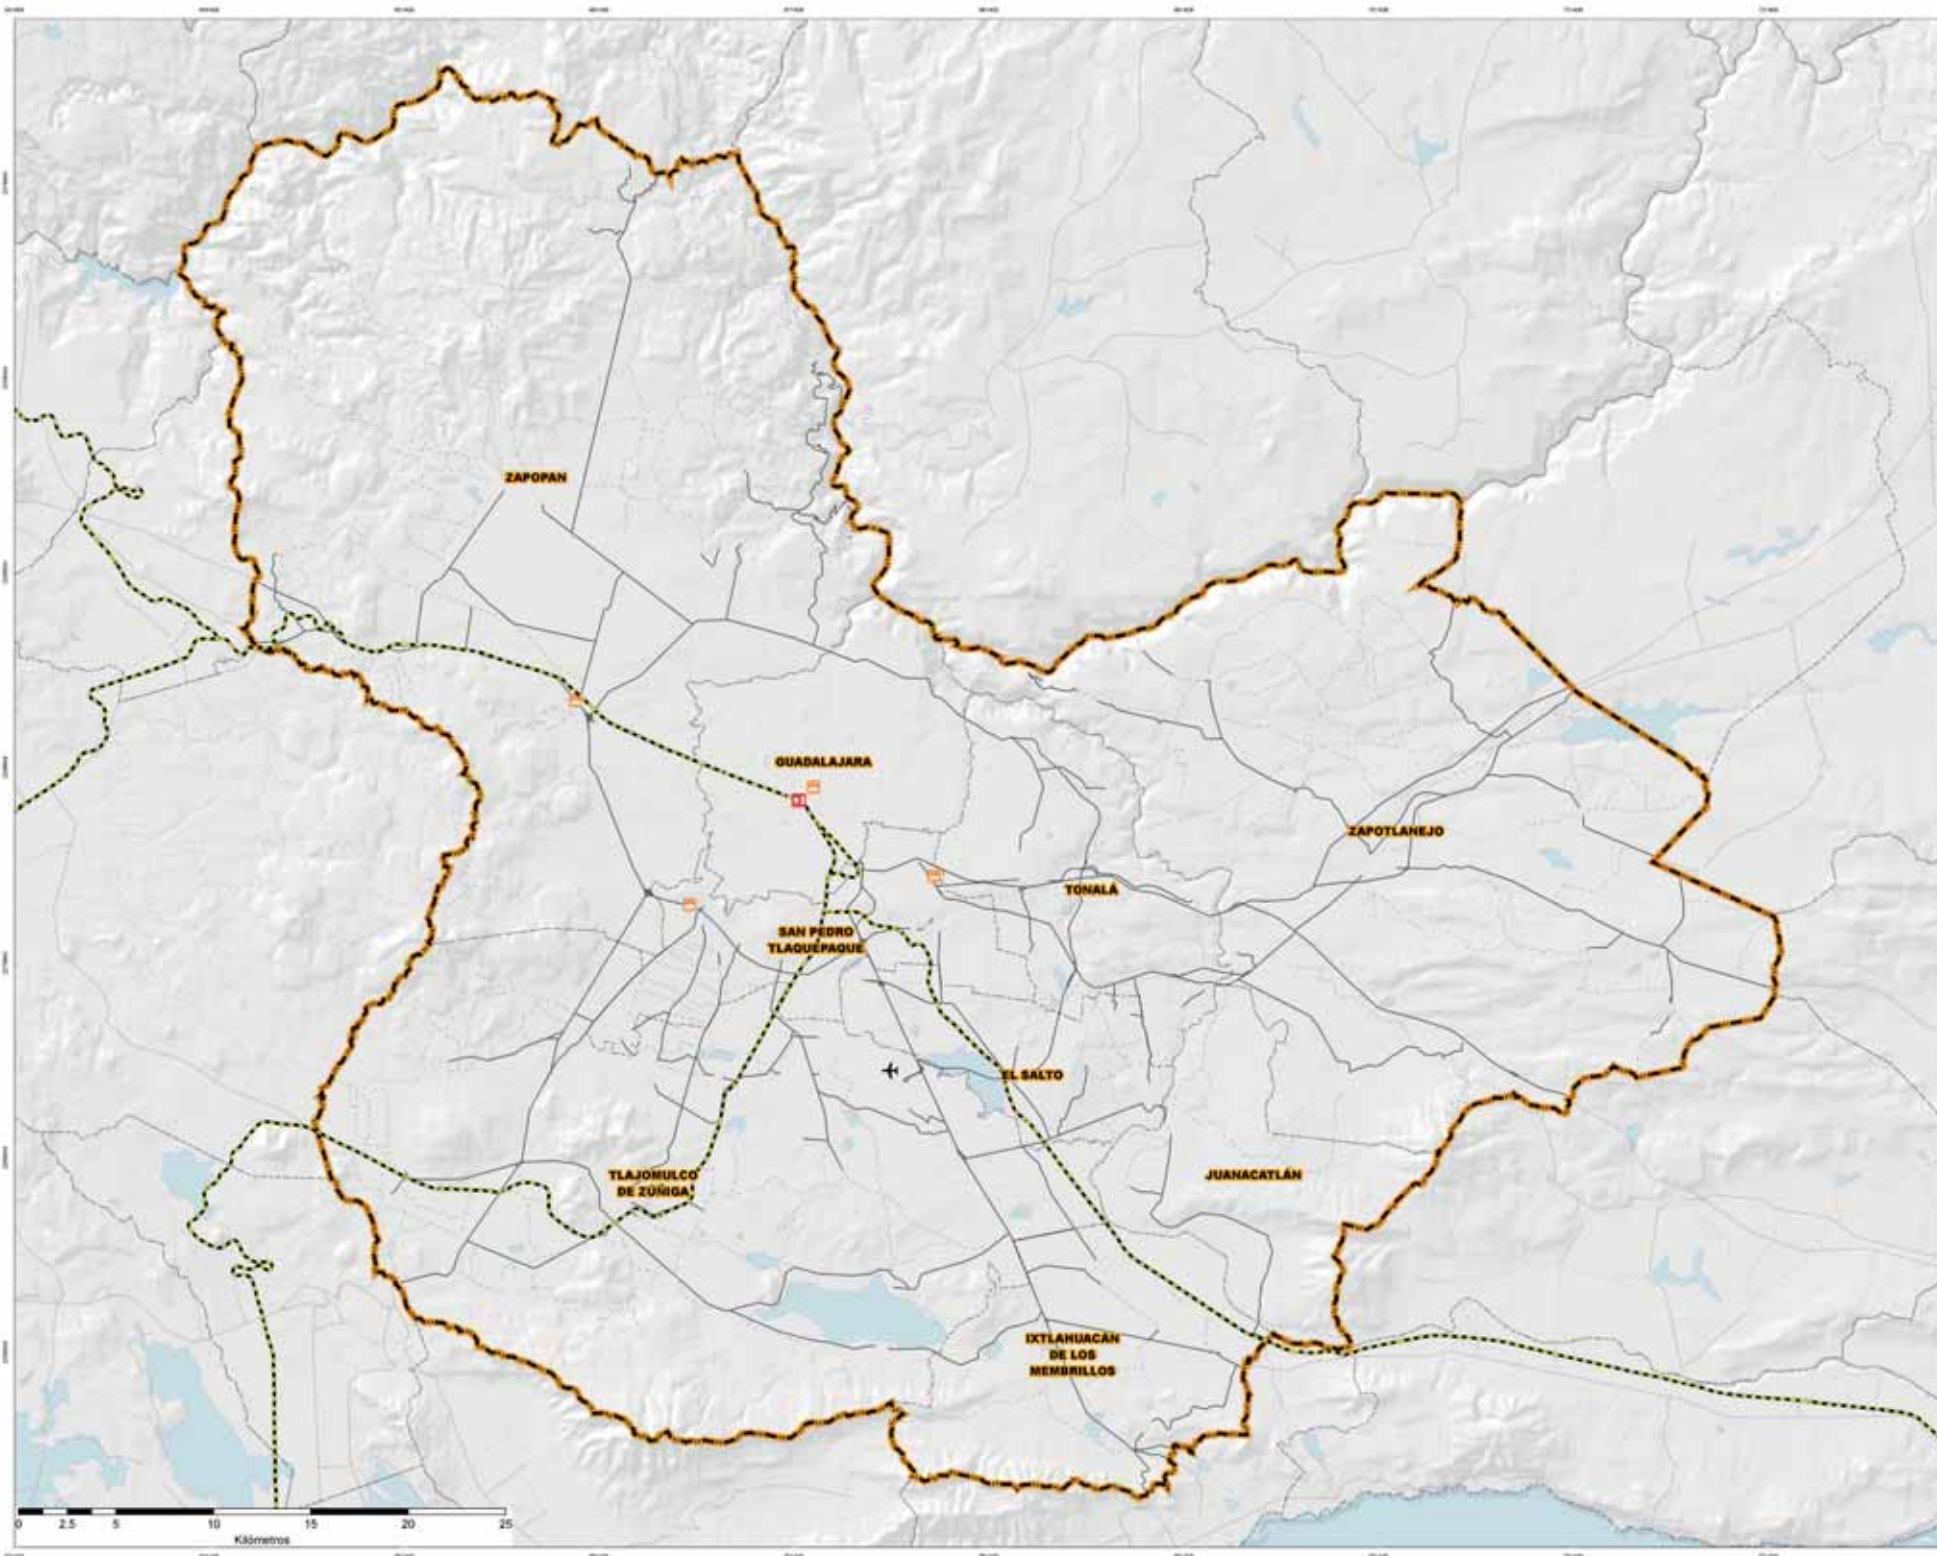 ZAPOPAN
GUADALAJARA
ZAPOTLANEJO
TONALÁ
SAN PEDRO
TLAQUEPAQUE
EL SALTO
TLAJOMULCO
DE ZÚÑIGA
JUANACATLÁN
IXTLAHUACÁN
DE LOS
MEMBRILLOS
0 2.5 5 10 15 20 25
Kilómetros